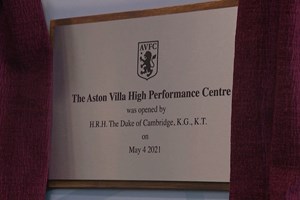 AVFC
The Aston Villa High Performance Centre
was opened by
H.R.H. The Duke of Cambridge, K.G., K.T.
on
May 4 2021